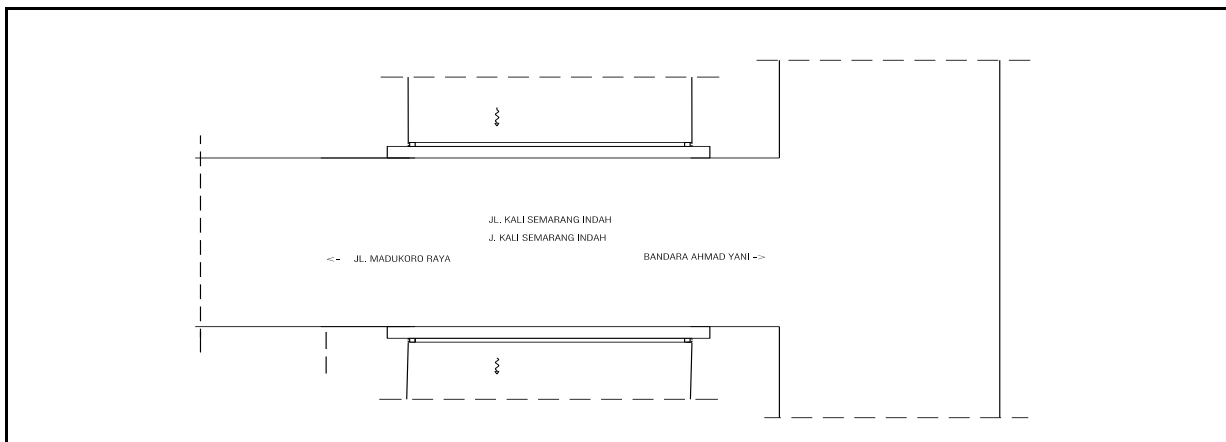 JL. KALI SEMARANG INDAH
J. KALI SEMARANG INDAH
<- JL. MADUKORO RAYA
BANDARA AHMAD YANI ->